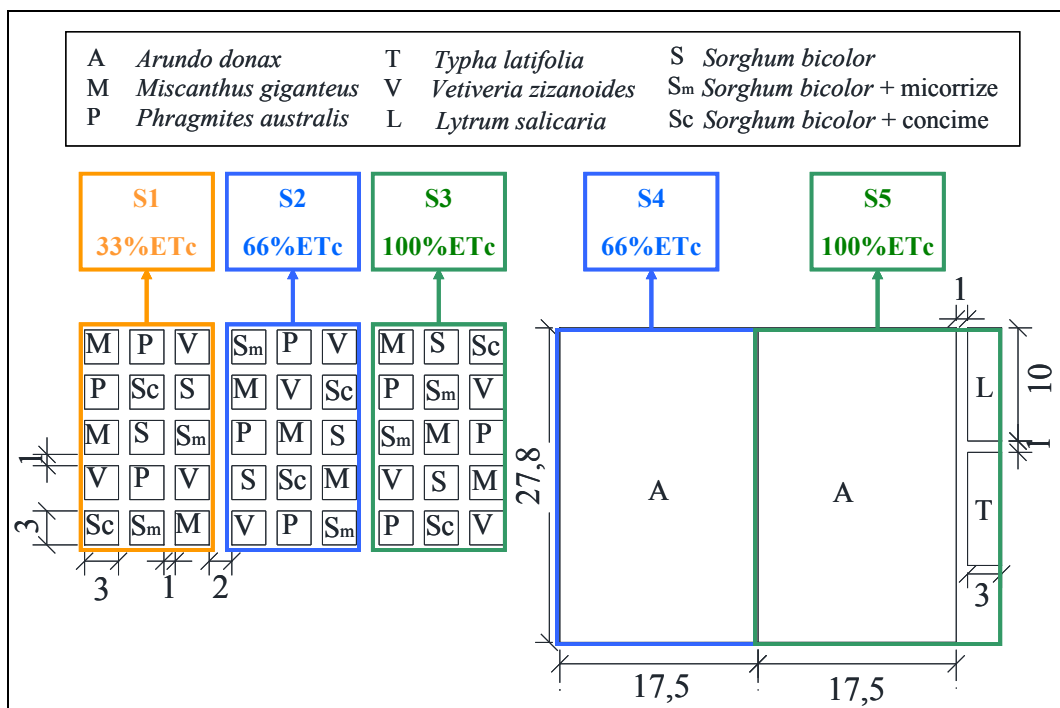 A Arundo donax T Typha latifolia S Sorghum bicolor
M Miscanthus giganteus V Vetiveria zizanoides Sm Sorghum bicolor + micorrize
P Phragmites australis L Lytrum salicaria Sc Sorghum bicolor + concime
S1
33%ETc
S2
66%ETc
S3
100%ETc
S4
66%ETc
S5
100%ETc
M P V
P Sc S
M S Sm
V P V
Sc Sm M
1
3
3
1
2
Sm P V
M V Sc
P M S
S Sc M
V P Sm
M S Sc
P Sm V
Sm M P
V S M
P Sc V
27,8
A
A
17,5
17,5
1
L
10
1
T
3